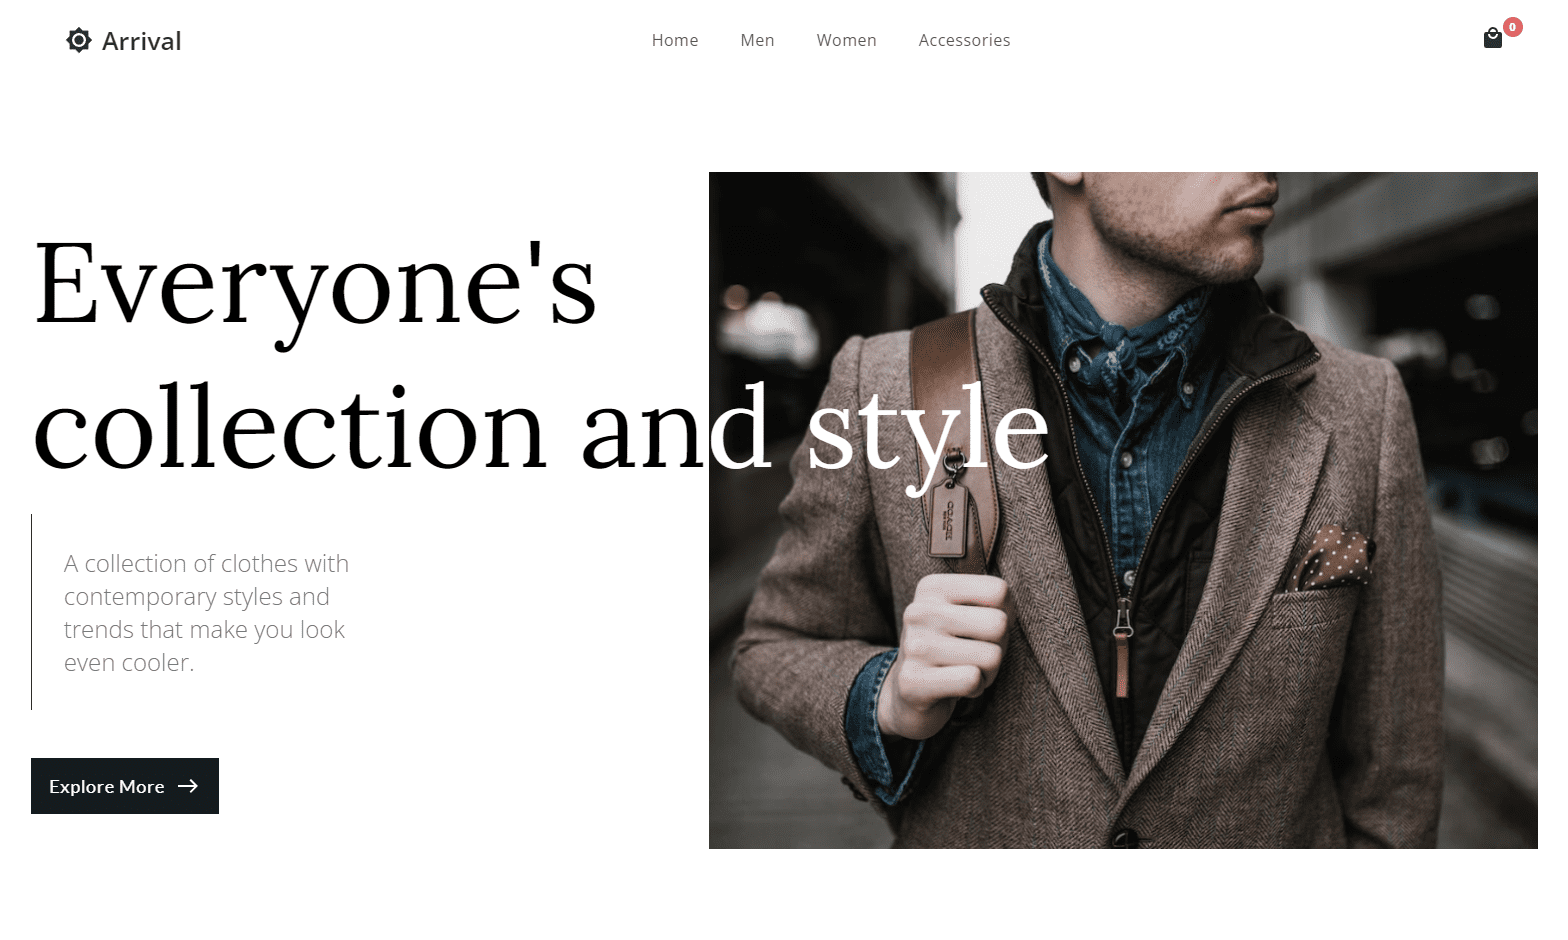 Arrival
Home Men Women Accessories
0
Everyone's
collection and style
A collection of clothes with
contemporary styles and
trends that make you look
even cooler.
Explore More
COACH